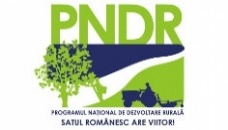 PNDR
PROGRAMUL NAȚIONAL DE DEZVOLTARE RURALĂ
SATUL ROMÂNESC ARE VIITOR!